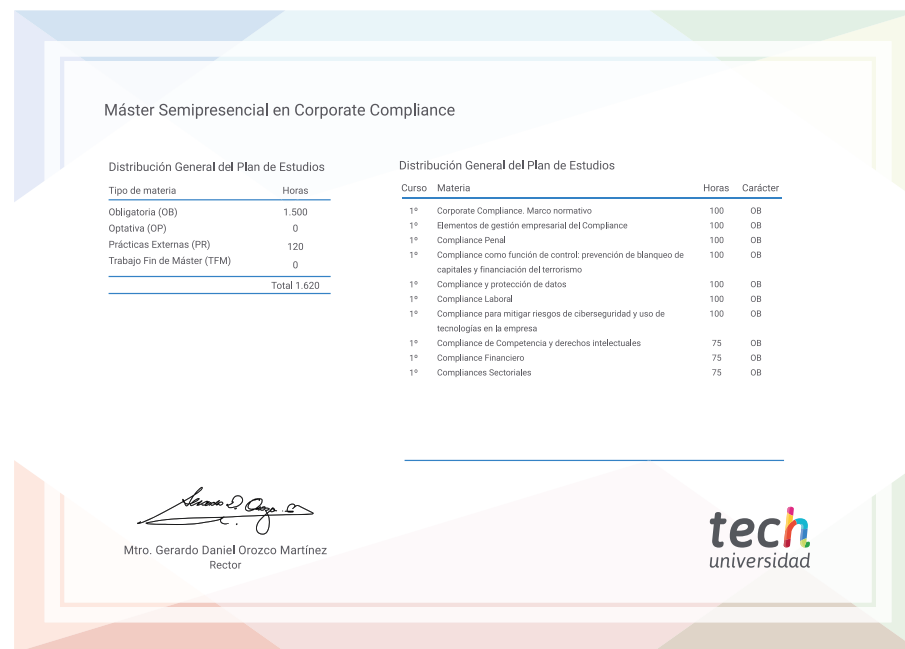 Máster Semipresencial en Corporate Compliance
Distribución General del Plan de Estudios
Tipo de materia Horas
Obligatoria (OB) 1.500
Optativa (OP) 0
Prácticas Externas (PR) 120
Trabajo Fin de Máster (TFM) 0
Total 1.620
Distribución General del Plan de Estudios
Curso Materia Horas Carácter
1º Corporate Compliance. Marco normativo 100 OB
1º Elementos de gestión empresarial del Compliance 100 OB
1º Compliance Penal 100 OB
1º Compliance como función de control: prevención de blanqueo de 100 OB
capitales y financiación del terrorismo
1º Compliance y protección de datos 100 OB
1º Compliance Laboral 100 OB
1º Compliance para mitigar riesgos de ciberseguridad y uso de 100 OB
tecnologías en la empresa
1º Compliance de Competencia y derechos intelectuales 75 OB
1º Compliance Financiero 75 OB
1º Compliances Sectoriales 75 OB
Mtro. Gerardo Daniel Orozco Martínez
Rector
tech
universidad